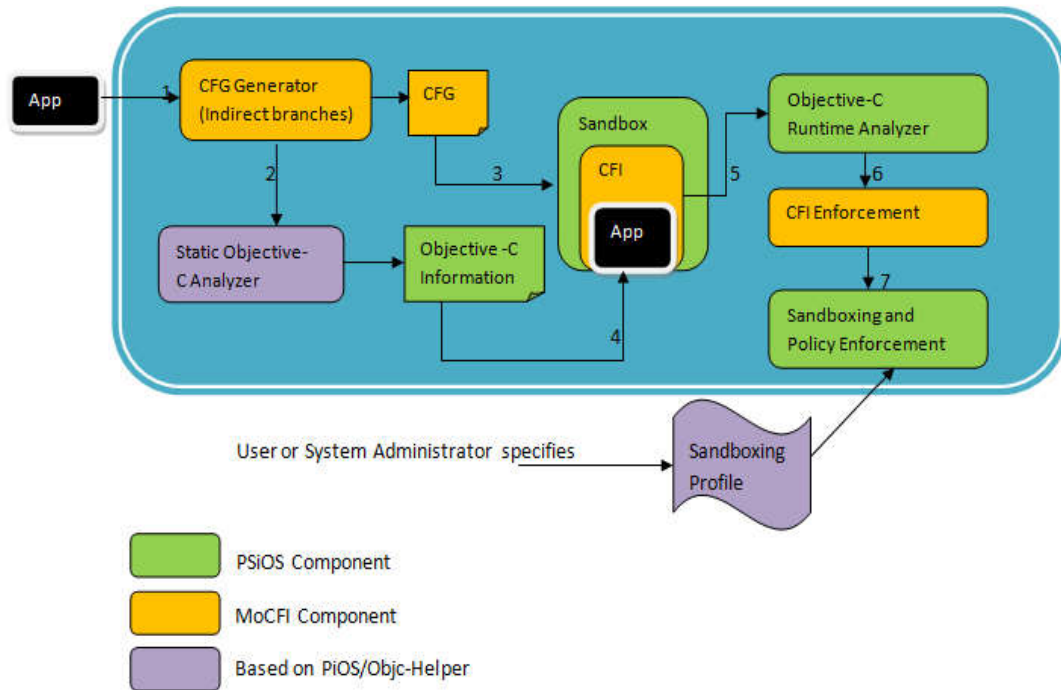 App
1
CFG Generator
(Indirect branches)
CFG
2
3
Sandbox
CFI
App
5
Objective-C
Runtime Analyzer
6
CFI Enforcement
7
Static Objective-
C Analyzer
Objective -C
Information
4
Sandboxing and
Policy Enforcement
User or System Administrator specifies
Sandboxing
Profile
PSiOS Component
MoCFI Component
Based on PiOS/Objc-Helper